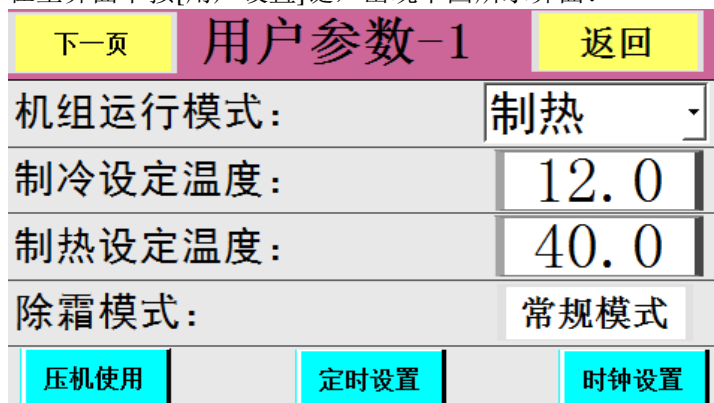 下一页 用户参数-1 返回
机组运行模式： 制热
制冷设定温度： 12.0
制热设定温度： 40.0
除霜模式： 常规模式
压机使用 定时设置 时钟设置